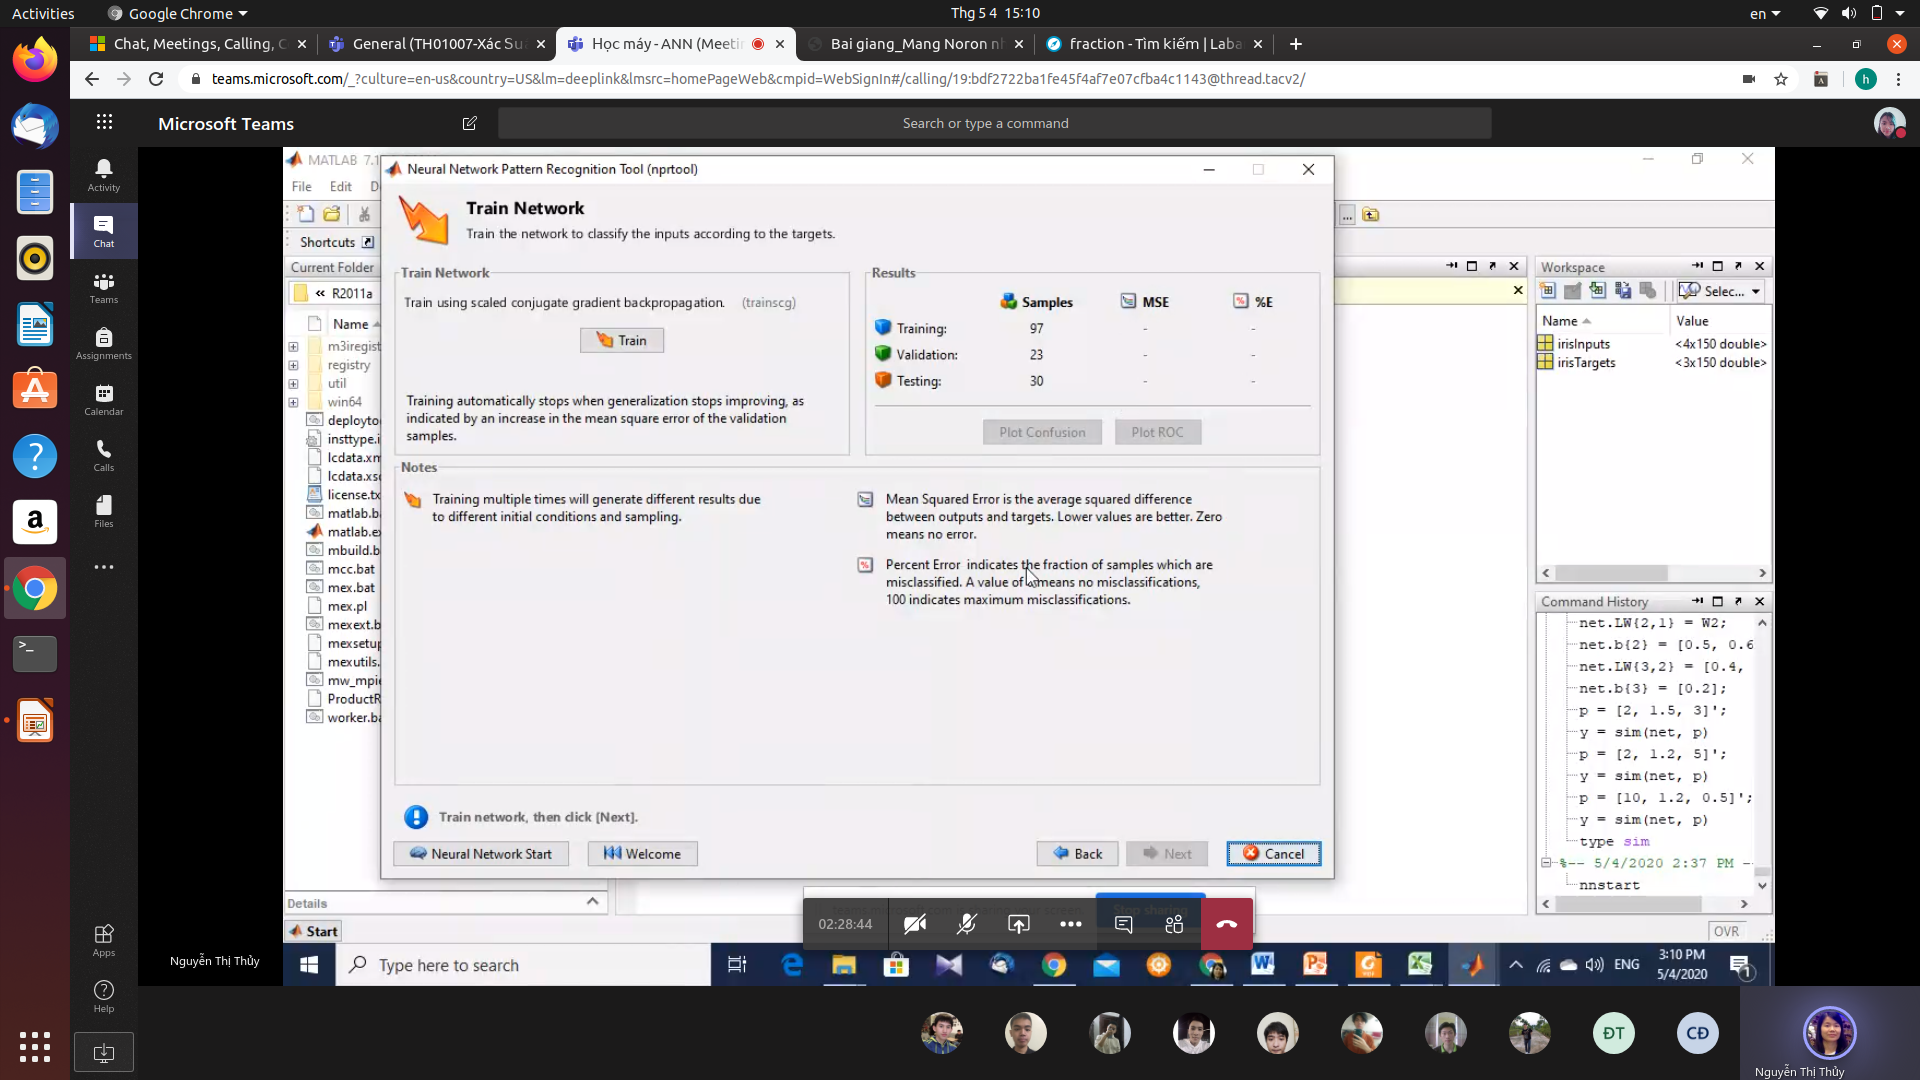 Activities
Google Chrome
Thg 5 4 15:10
en
Chat, Meetings, Calling, C
General (TH01007-Xác Su
Học máy - ANN (Meeti
Bai giang_Mang Noron n
fraction - Tìm kiếm | Laba
teams.microsoft.com/_?culture=en-us&country=US&lm=deeplink&lmsrc=homePageWeb&cmpid=WebSignIn#/calling/19:bdf2722ba1fe45f4af7e07cfba4c1143@thread.tacv2/
h
Microsoft Teams
Search or type a command
Activity
Chat
Teams
Assignments
Calendar
Calls
Files
Apps
Help
MATLAB 7.1
File Edit D
Shortcuts
Current Folder
« R2011a
Name
m3iregist
registry
util
win64
deployto
insttype.i
lcdata.xm
lcdata.xs
license.tx
matlab.ba
matlab.ex
mbuild.b
mcc.bat
mex.bat
mex.pl
mexext.b
mexsetup
mexutils.
mw_mpie
ProductR
worker.ba
Details
Start
Neural Network Pattern Recognition Tool (nprtool)
Train Network
Train the network to classify the inputs according to the targets.
Train Network
Train using scaled conjugate gradient backpropagation. (trainscg)
Train
Training automatically stops when generalization stops improving, as
indicated by an increase in the mean square error of the validation
samples.
Results
Samples MSE %E
Training: 97 - -
Validation: 23 - -
Testing: 30 - -
Plot Confusion Plot ROC
Notes
Training multiple times will generate different results due
to different initial conditions and sampling.
Mean Squared Error is the average squared difference
between outputs and targets. Lower values are better. Zero
means no error.
Percent Error indicates the fraction of samples which are
misclassified. A value of means no misclassifications,
100 indicates maximum misclassifications.
Train network, then click [Next].
Neural Network Start
Welcome
Back
Next
Cancel
Workspace
Selec...
Name Value
irisInputs <4x150 double>
irisTargets <3x150 double>
Command History
net.LW{2,1} = W2;
net.b{2} = [0.5, 0.6
net.LW{3,2} = [0.4,
net.b{3} = [0.2];
p = [2, 1.5, 3]';
y = sim(net, p)
p = [2, 1.2, 5]';
y = sim(net, p)
p = [10, 1.2, 0.5]';
y = sim(net, p)
type sim
%-- 5/4/2020 2:37 PM -
nnstart
OVR
Stop sharing
02:28:44
Nguyễn Thị Thủy
Type here to search
ENG
3:10 PM
5/4/2020
1
ĐT
CĐ
Nguyễn Thị Thủy